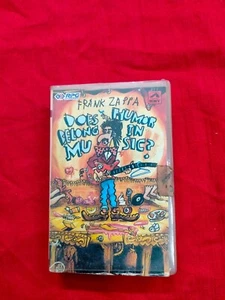 FRANK ZAPPA
DOES HUMOR
BELONG IN
MUSIC?